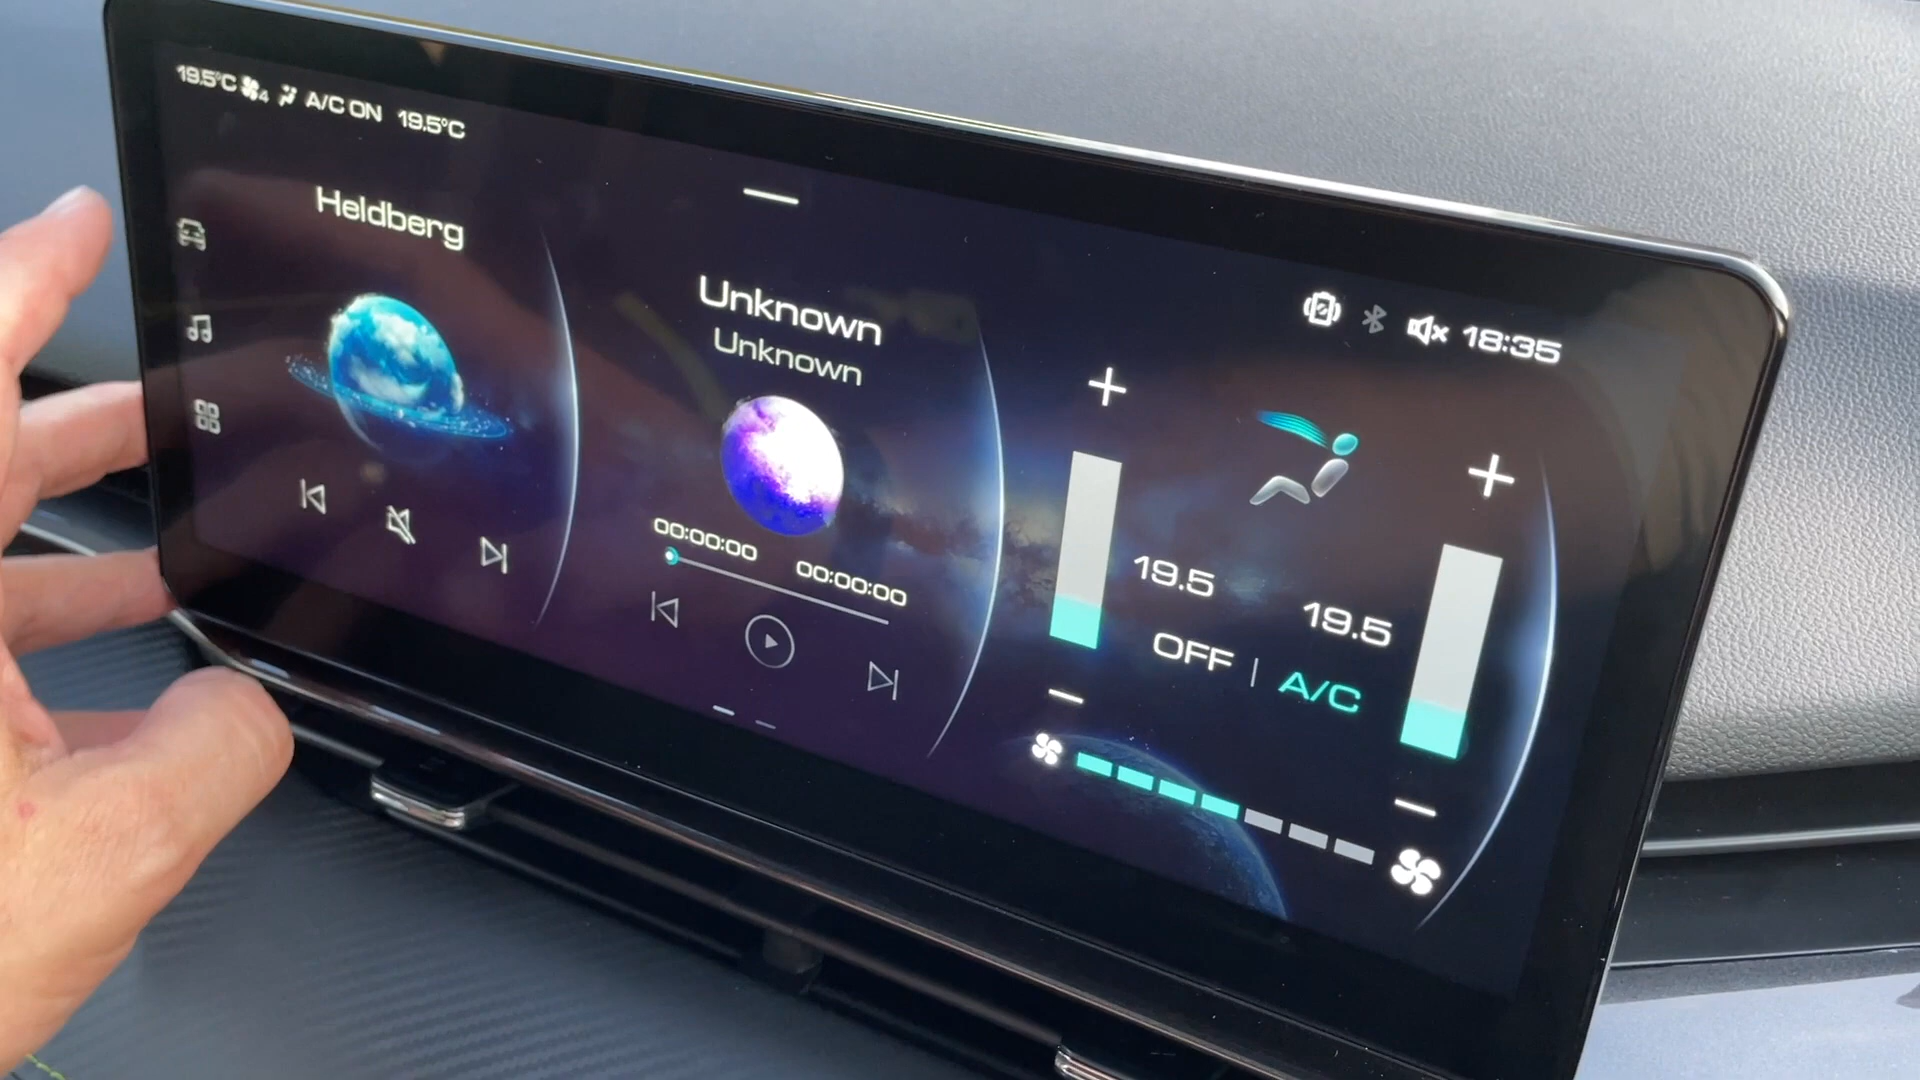 19.5°C 4 A/C ON 19.5°C
Heldberg
Unknown
Unknown
00:00:00
00:00:00
18:35
19.5
19.5
OFF | A/C